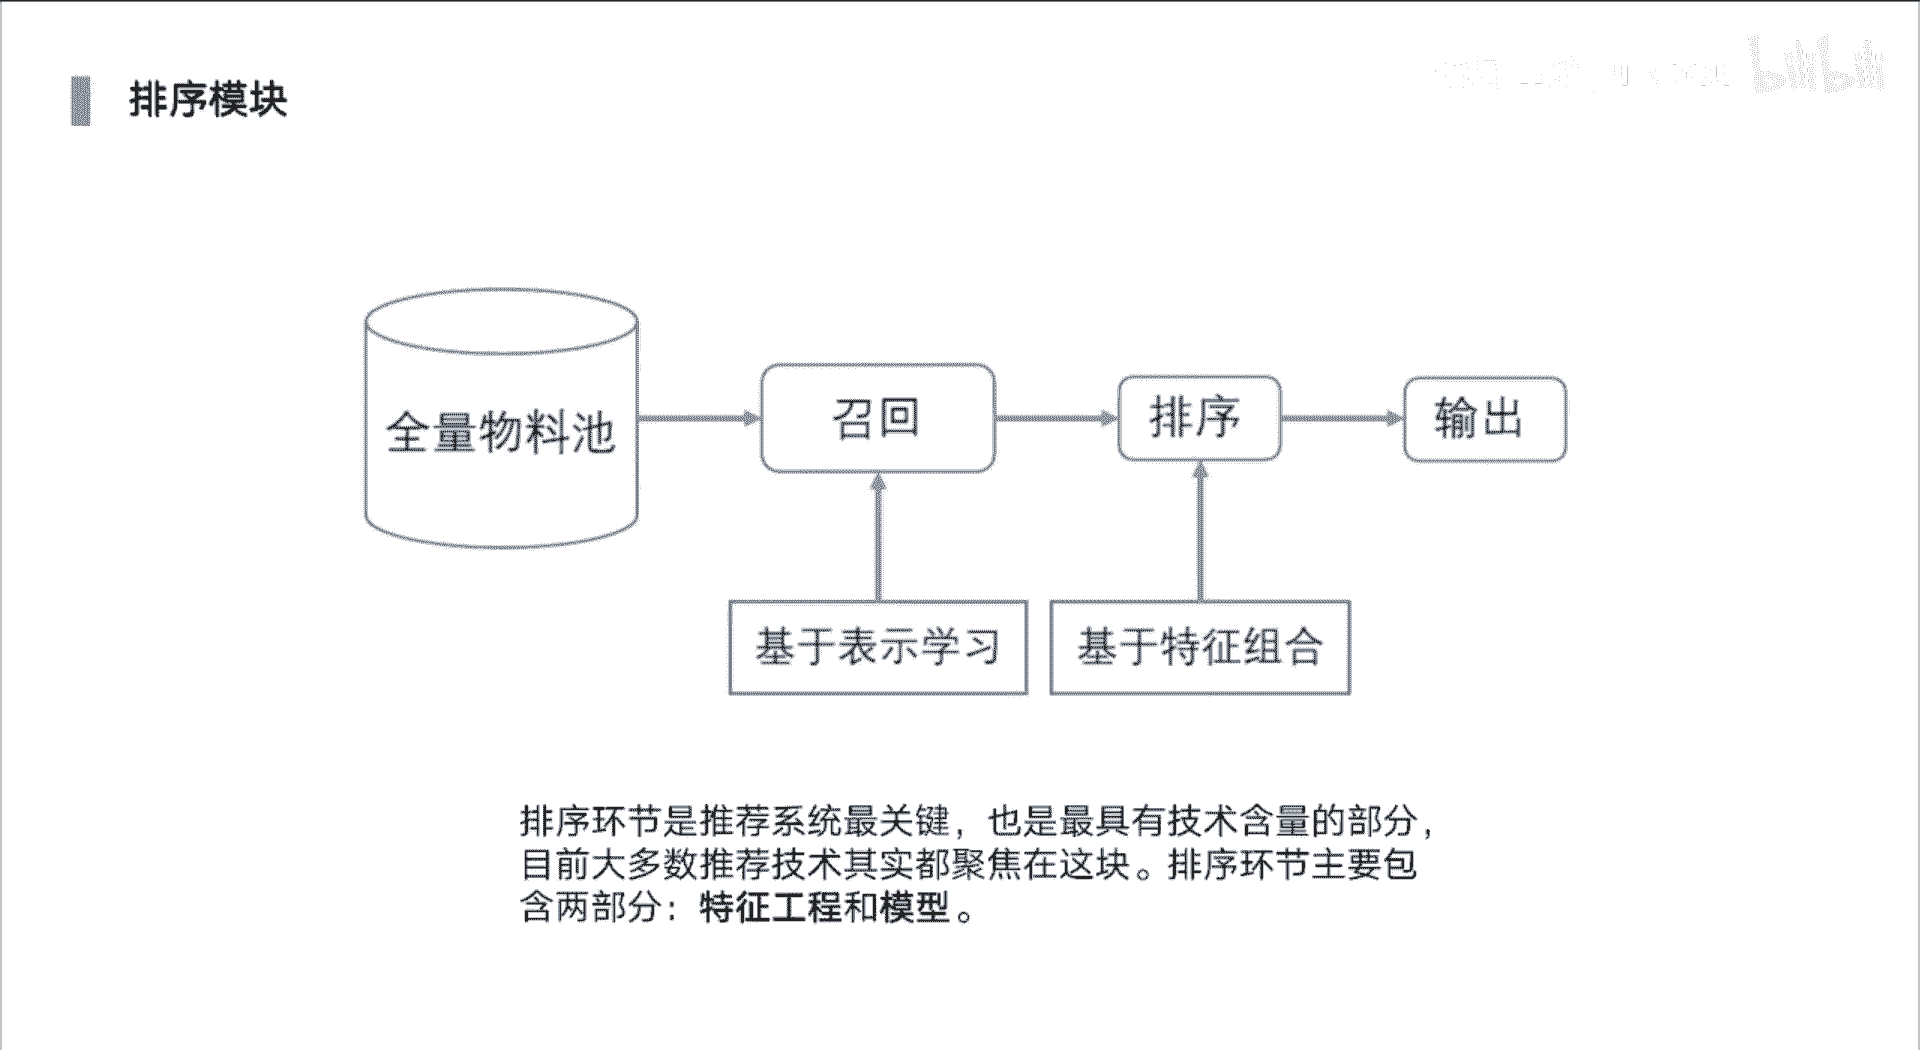 排序模块
bilibili
全量物料池
召回
排序
输出
基于表示学习
基于特征组合
排序环节是推荐系统最关键，也是最具有技术含量的部分，
目前大多数推荐技术其实都聚焦在这块。排序环节主要包
含两部分：特征工程和模型。